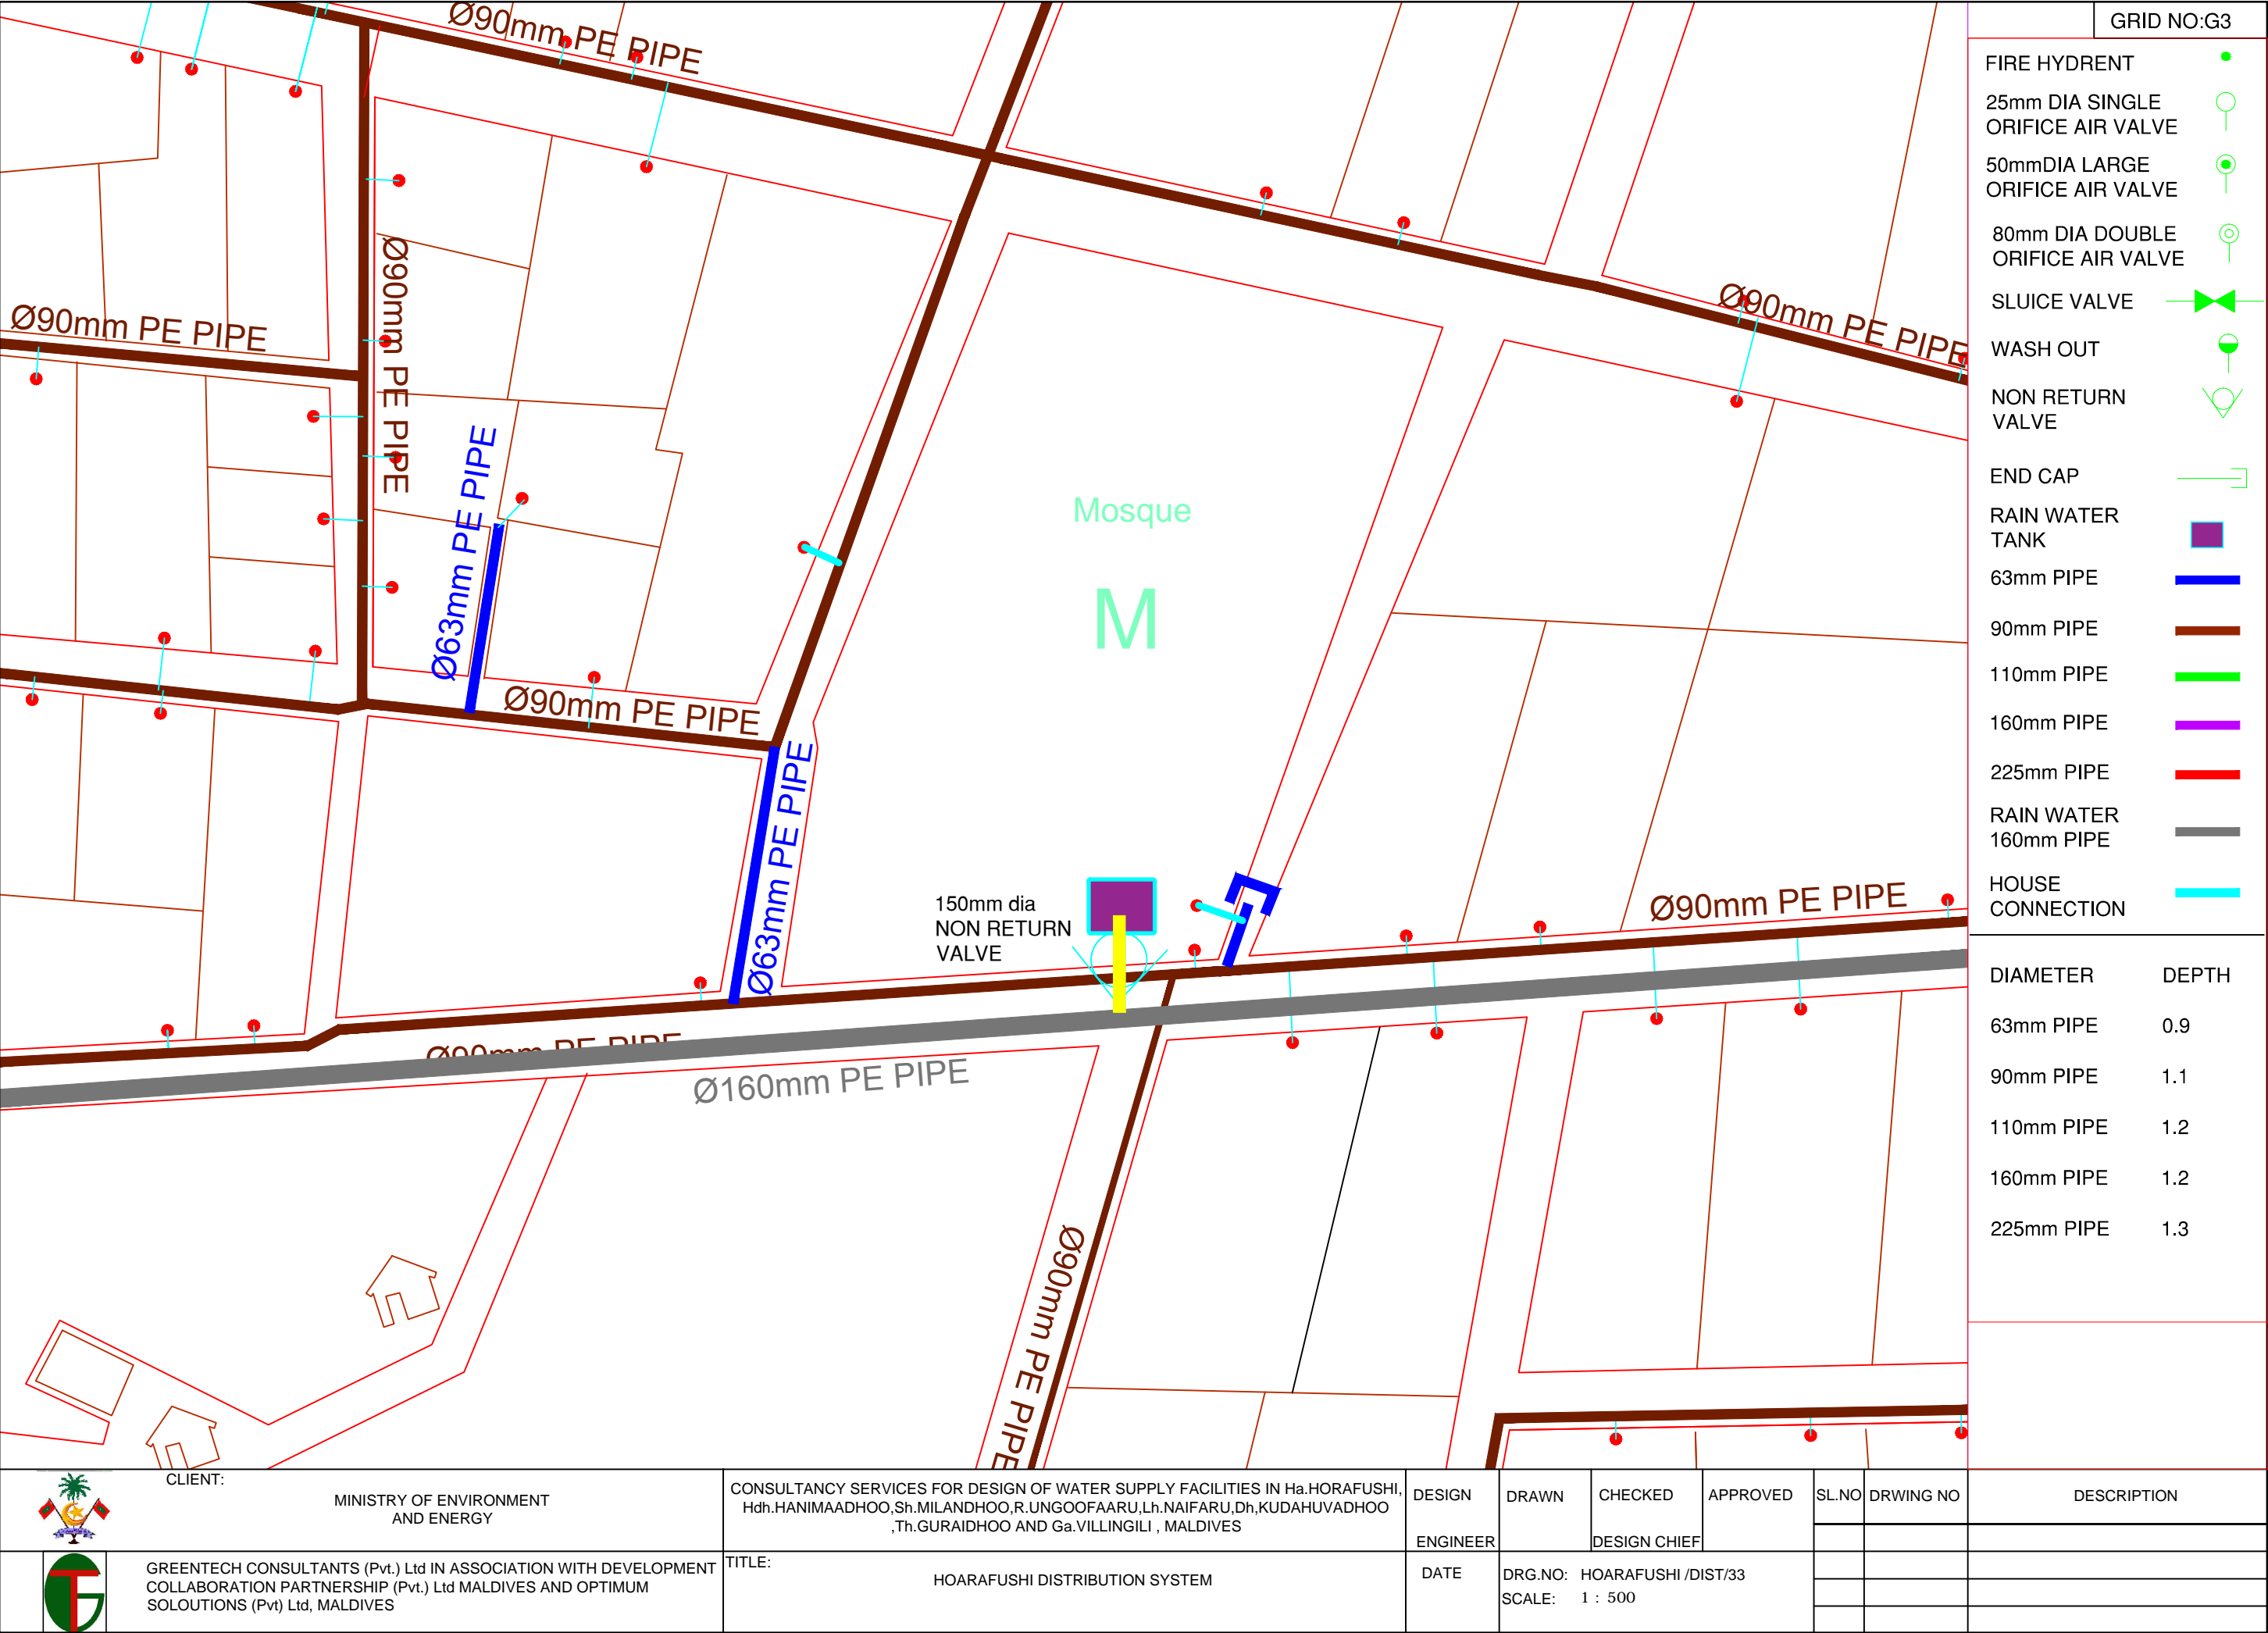 Ø90mm PE PIPE
Ø90mm PE PIPE
Ø90mm PE PIPE
Ø90mm PE PIPE
Ø63mm PE PIPE
Mosque
M
Ø90mm PE PIPE
Ø63mm PE PIPE
150mm dia
NON RETURN
VALVE
Ø90mm PE PIPE
Ø90mm PE PIPE
Ø160mm PE PIPE
Ø90mm PE PIPE
GRID NO:G3
FIRE HYDRENT
25mm DIA SINGLE
ORIFICE AIR VALVE
50mmDIA LARGE
ORIFICE AIR VALVE
80mm DIA DOUBLE
ORIFICE AIR VALVE
SLUICE VALVE
WASH OUT
NON RETURN
VALVE
END CAP
RAIN WATER
TANK
63mm PIPE
90mm PIPE
110mm PIPE
160mm PIPE
225mm PIPE
RAIN WATER
160mm PIPE
HOUSE
CONNECTION
DIAMETER DEPTH
63mm PIPE 0.9
90mm PIPE 1.1
110mm PIPE 1.2
160mm PIPE 1.2
225mm PIPE 1.3
CLIENT:
MINISTRY OF ENVIRONMENT
AND ENERGY
GREENTECH CONSULTANTS (Pvt.) Ltd IN ASSOCIATION WITH DEVELOPMENT
COLLABORATION PARTNERSHIP (Pvt.) Ltd MALDIVES AND OPTIMUM
SOLOUTIONS (Pvt) Ltd, MALDIVES
CONSULTANCY SERVICES FOR DESIGN OF WATER SUPPLY FACILITIES IN Ha.HORAFUSHI,
Hdh.HANIMAADHOO,Sh.MILANDHOO,R.UNGOOFAARU,Lh.NAIFARU,Dh,KUDAHUVADHOO
,Th.GURAIDHOO AND Ga.VILLINGILI , MALDIVES
TITLE:
HOARAFUSHI DISTRIBUTION SYSTEM
DESIGN DRAWN CHECKED APPROVED SL.NO DRWING NO DESCRIPTION
ENGINEER DESIGN CHIEF
DATE DRG.NO: HOARAFUSHI /DIST/33
SCALE: 1 : 500